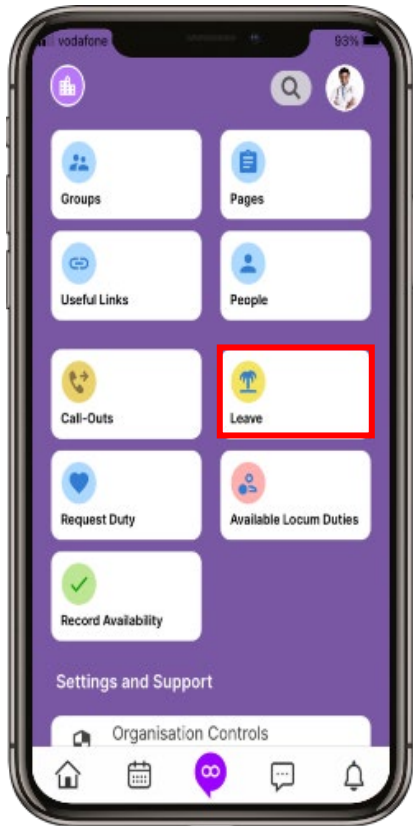 vodafone 93%
Groups Pages
Useful Links People
Call-Outs Leave
Request Duty Available Locum Duties
Record Availability
Settings and Support
Organisation Controls